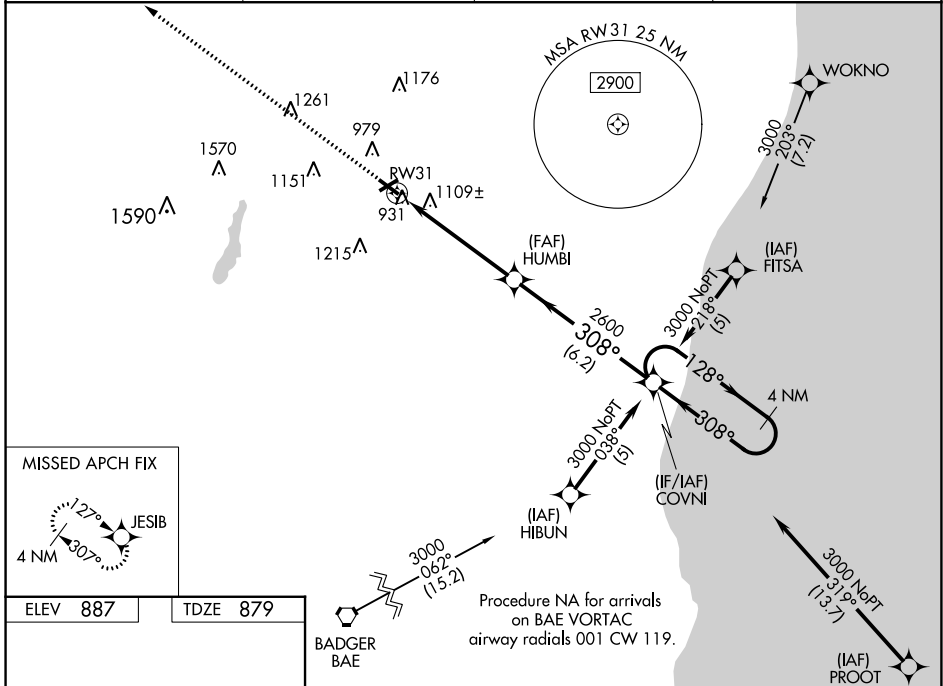 MSA RW31 25 NM
2900
WOKNO
3000
203°
(7.2)
1176
1261
979
1570
1151
RW31
1109±
931
1590
1215
(FAF)
HUMBI
(IAF)
FITSA
3000 NoPT
218°
(5)
2600
308°
(6.2)
128°
4 NM
308°
3000 NoPT
038°
(5)
(IF/IAF)
COVNI
(IAF)
HIBUN
MISSED APCH FIX
127°
JESIB
4 NM
307°
3000
062°
(15.2)
3000 NoPT
319°
(13.7)
ELEV 887
TDZE 879
BADGER
BAE
Procedure NA for arrivals
on BAE VORTAC
airway radials 001 CW 119.
(IAF)
PROOT